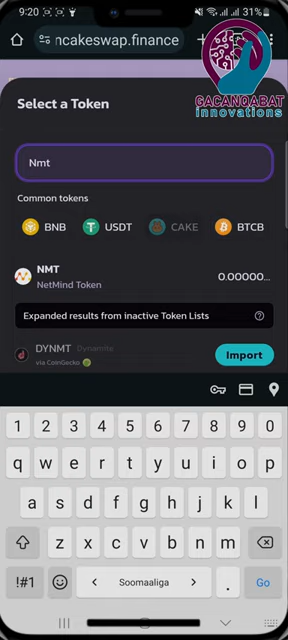 9:20
31%
ncakeswap.finance
GACANQABAT
innovations
Select a Token
Nmt
Common tokens
BNB
USDT
CAKE
BTCB
NMT
0.00000...
NetMind Token
Expanded results from inactive Token Lists
DYNMT Dynamite
via CoinGecko
Import
1 2 3 4 5 6 7 8 9 0
q w e r t y u i o p
a s d f g h j k l
z x c v b n m
!#1
Soomaaliga
.
Go